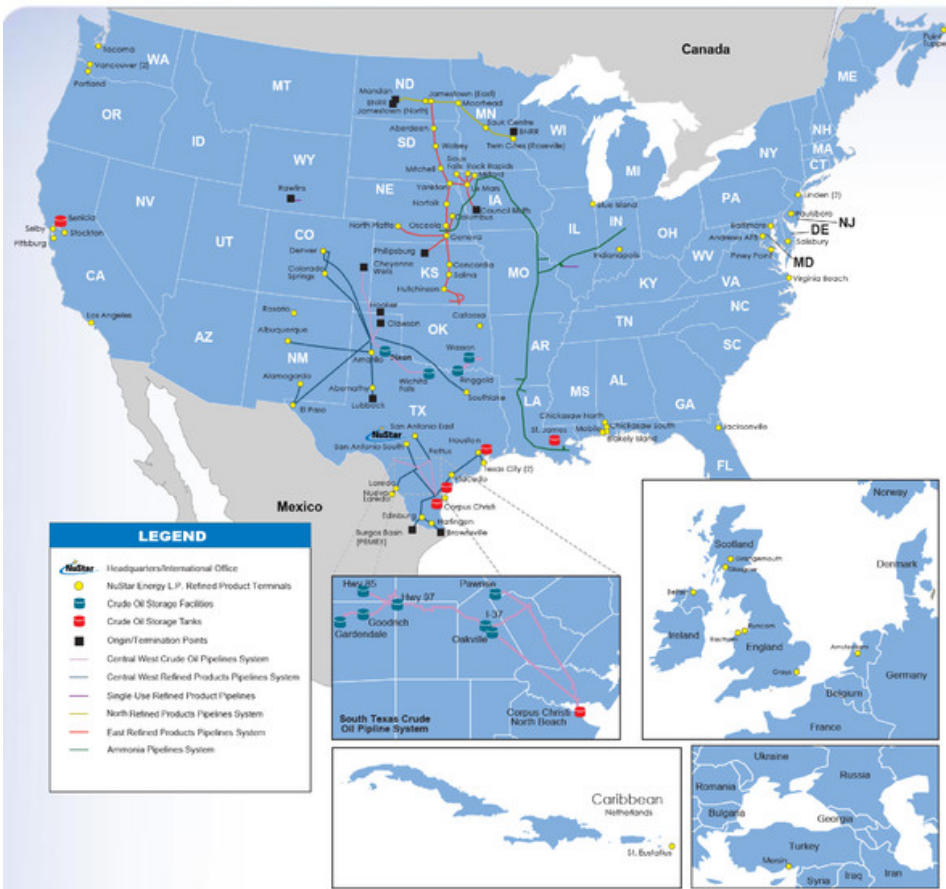 Canada
Point
Tupper
Tacoma
WA
Vancouver (2)
Portland
OR
MT
ID
WY
Rawlins
ND
Mandan
BNRR
Jamestown (North)
Jamestown (East)
Moorhead
MN
Sauk Centre
BNRR
Twin Cities (Roseville)
Aberdeen
SD
Wolsey
Mitchell
Sioux
Falls
Rock Rapids
Milford
Yankton
Le Mars
WI
MI
ME
NH
MA
CT
NY
PA
Linden (2)
Paulsboro
NJ
DE
Baltimore
Andrews AFB
Salisbury
Piney Point
MD
Virginia Beach
NE
Norfolk
IA
Council Bluffs
Columbus
North Platte
Osceola
Geneva
Blue Island
IL
IN
OH
Indianapolis
WV
VA
KY
NC
TN
SC
Benicia
Selby
Stockton
Pittsburg
NV
UT
CA
Los Angeles
AZ
CO
Denver
Colorado
Springs
Phillipsburg
Cheyenne
Wells
KS
Concordia
Salina
Hutchinson
MO
Hooker
Clawson
OK
Catoosa
Rosario
Albuquerque
NM
Alamogordo
El Paso
Amarillo
Dixon
Wasson
Wichita
Falls
Ringgold
Abernathy
Lubbock
Southlake
AR
MS
AL
GA
LA
TX
San Antonio East
NuStar
San Antonio South
Pettus
Houston
Texas City (2)
St. James
Chickasaw North
Mobile
Chickasaw South
Blakely Island
Jacksonville
FL
Laredo
Nuevo
Laredo
Corpus Christi
Edinburg
Harlingen
Burgos Basin
(PEMEX)
Brownsville
Mexico
LEGEND
NuStar Headquarters/International Office
NuStar Energy L.P. Refined Product Terminals
Crude Oil Storage Facilities
Crude Oil Storage Tanks
Origin/Termination Points
Central West Crude Oil Pipelines System
Central West Refined Products Pipelines System
Single-Use Refined Product Pipelines
North Refined Products Pipelines System
East Refined Products Pipelines System
Ammonia Pipelines System
Hwy 85
Pawnee
Hwy 97
I-37
Goodrich
Gardendale
Oakville
Corpus Christi
North Beach
South Texas Crude
Oil Pipline System
Norway
Scotland
Grangemouth
Glasgow
Denmark
Belfast
Ireland
Runcorn
Eastham
England
Amsterdam
Grays
Germany
Belgium
France
Caribbean
Netherlands
St. Eustatius
Ukraine
Russia
Romania
Bulgaria
Georgia
Turkey
Mersin
Syria
Iraq
Iran